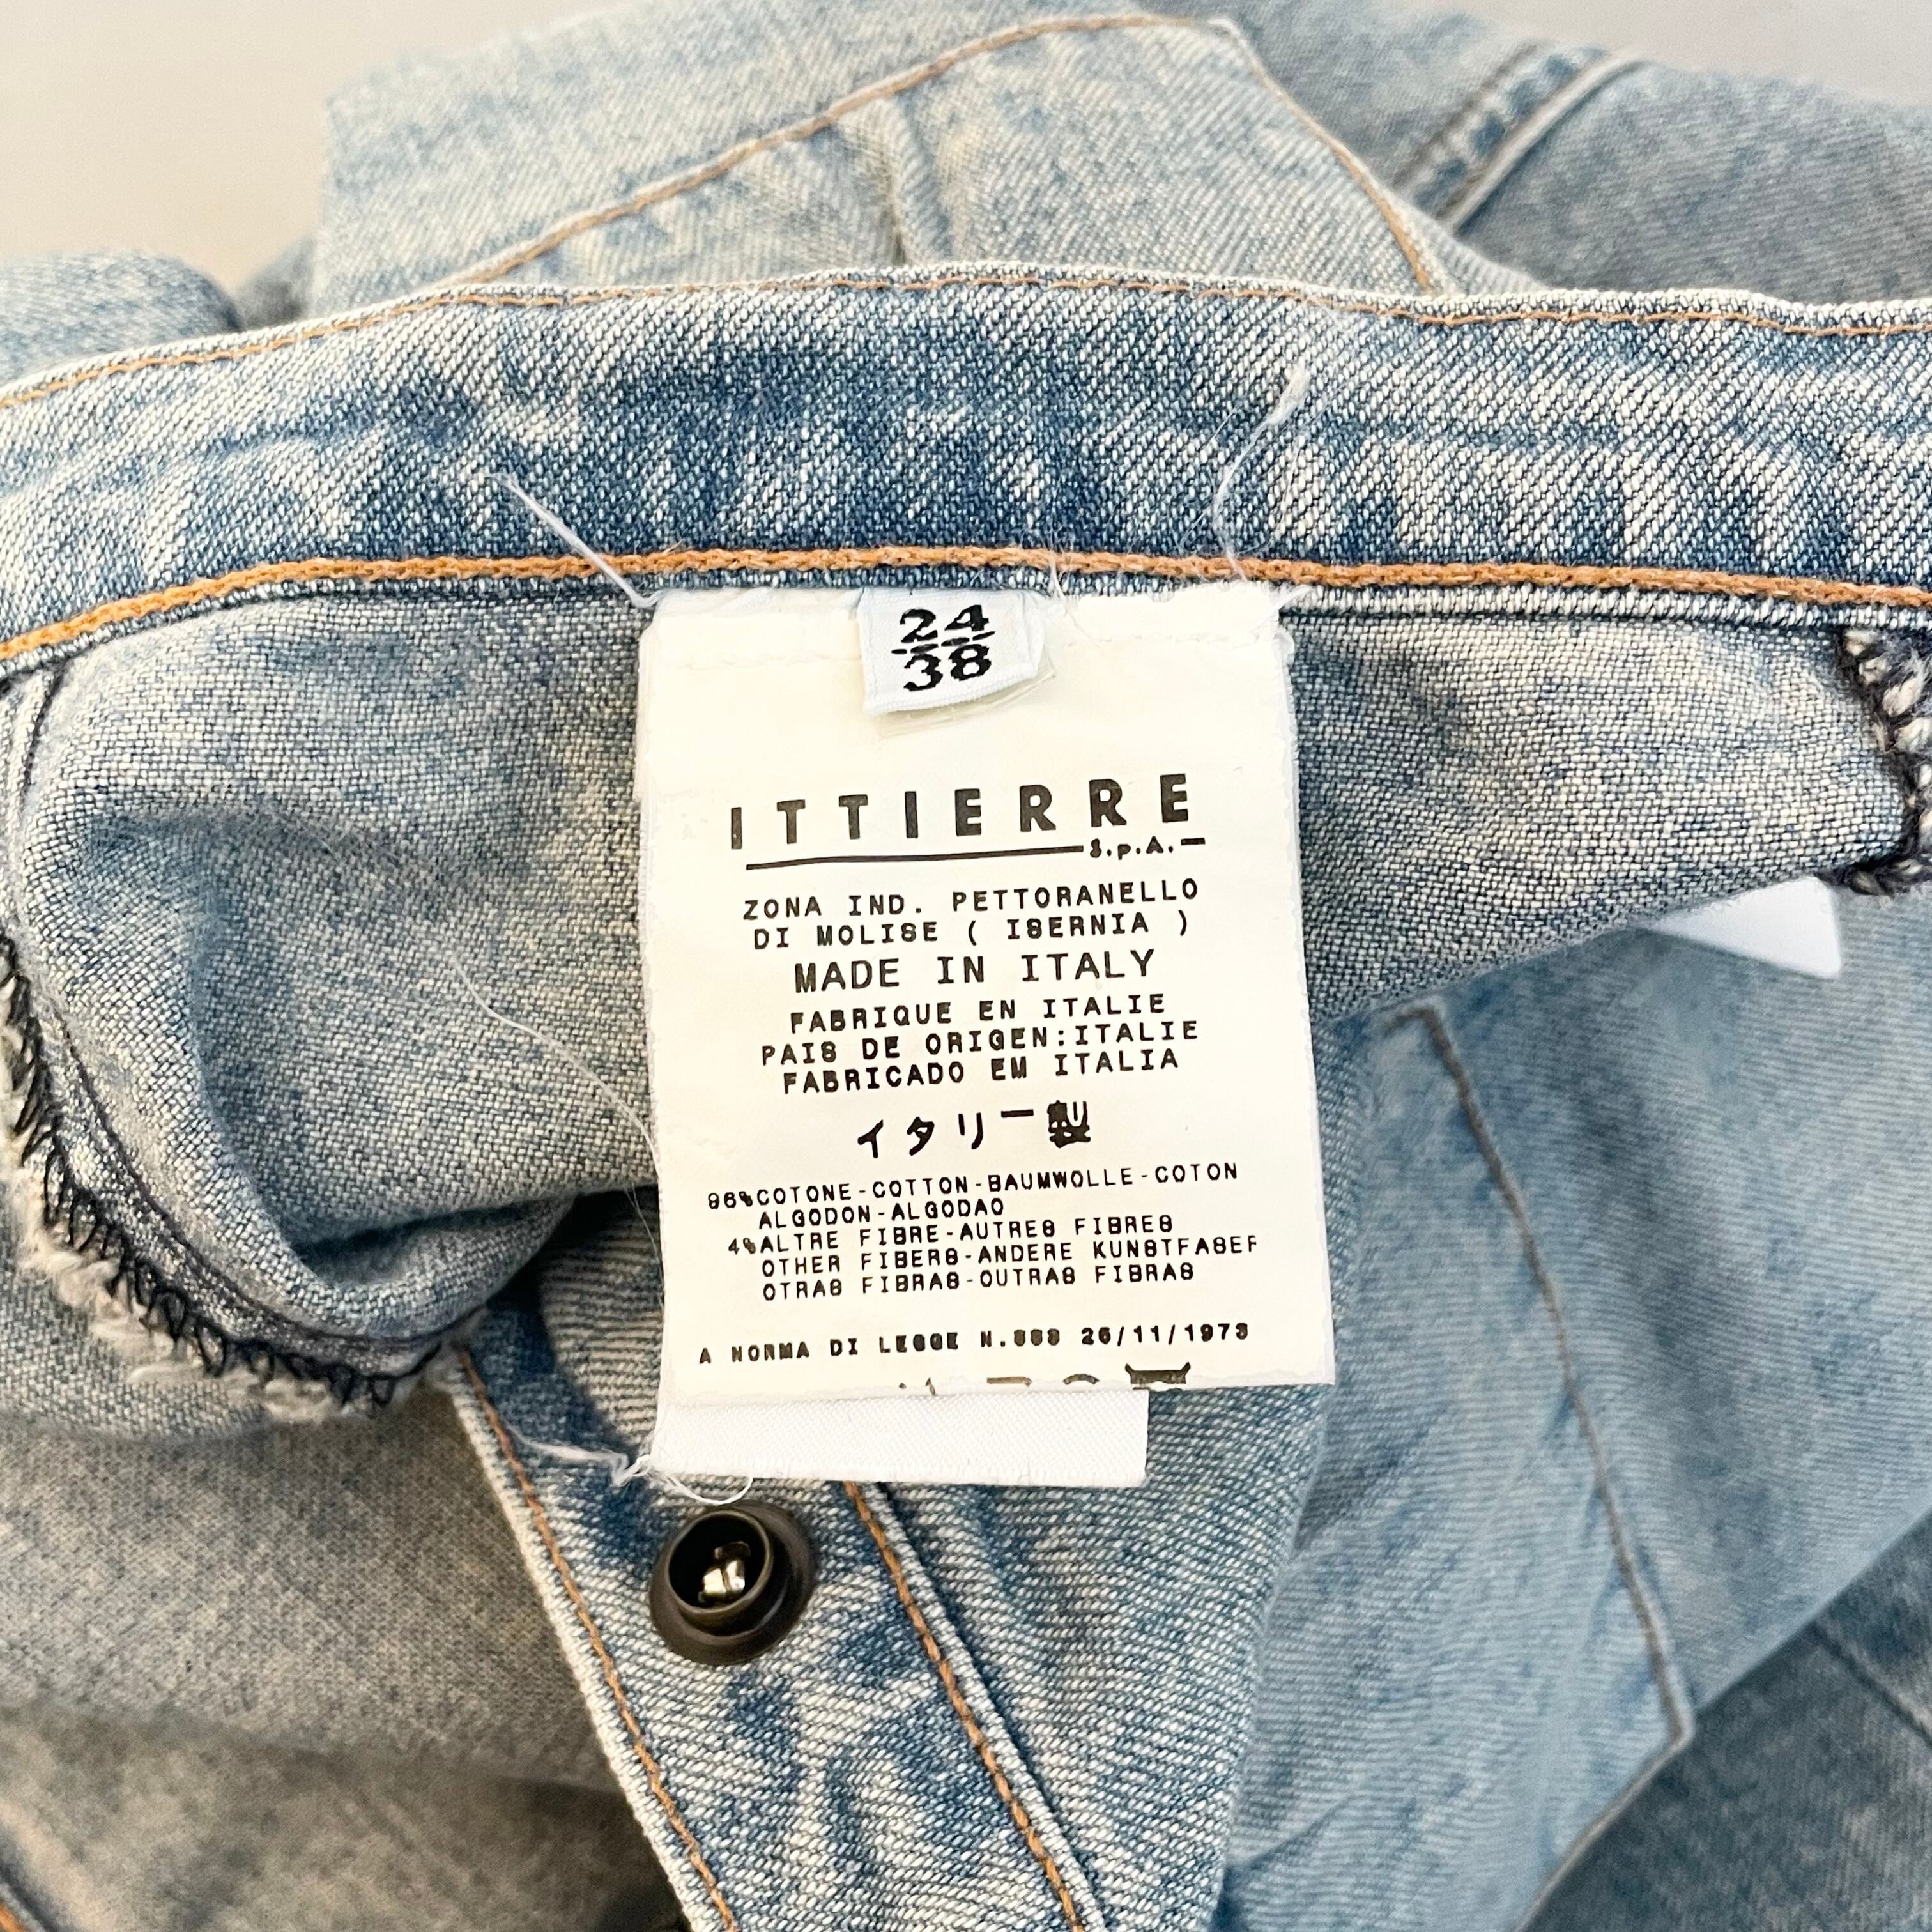 24
38
ITTIERRE
S.p.A.
ZONA IND. PETTORANELLO
DI MOLISE ( ISERNIA )
MADE IN ITALY
FABRIQUE EN ITALIE
PAIS DE ORIGEN:ITALIE
FABRICADO EM ITALIA
イタリー製
96%COTONE-COTTON-BAUMWOLLE-COTON
ALGODON-ALGODAO
4%ALTRE FIBRE-AUTRES FIBRES
OTHER FIBERS-ANDERE KUNSTFASER
OTRAS FIBRAS-OUTRAS FIBRAS
A NORMA DI LEGGE N.883 26/11/1973